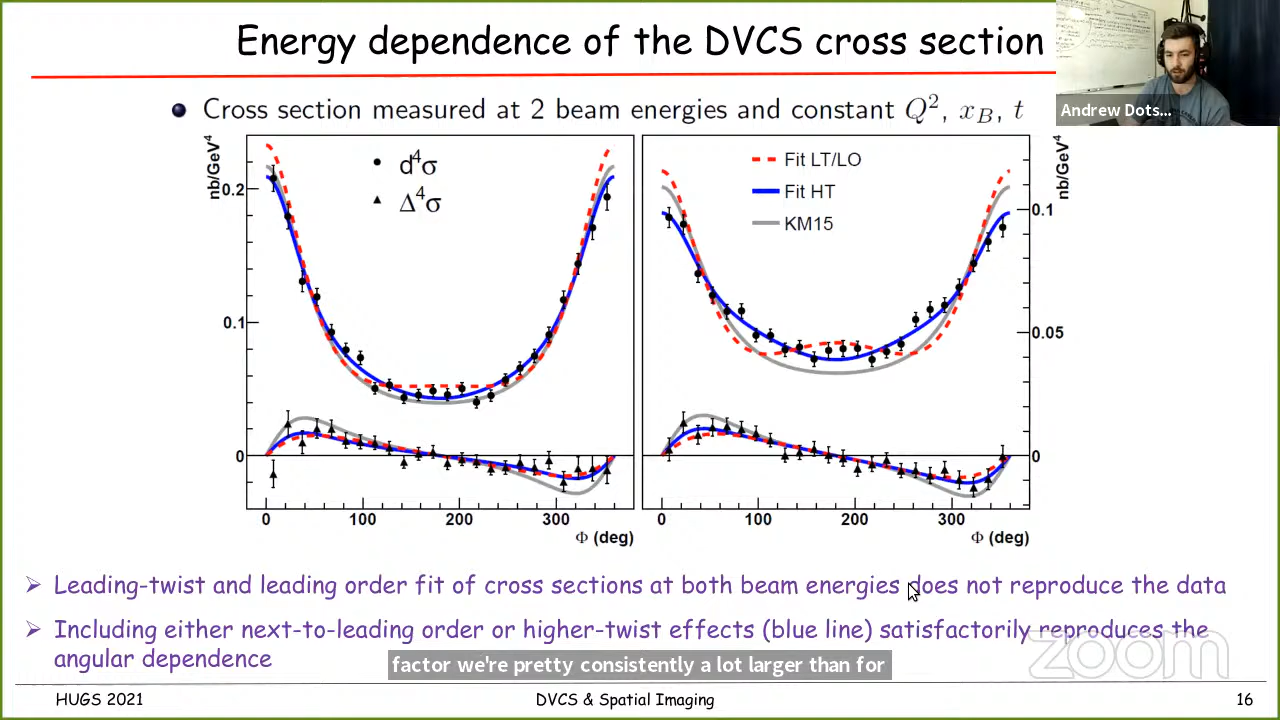 Energy dependence of the DVCS cross section
Andrew Dots...
Cross section measured at 2 beam energies and constant Q², x_B, t
nb/GeV⁴
nb/GeV⁴
d⁴σ
Δ⁴σ
Fit LT/LO
Fit HT
KM15
0.2
0.1
0
0.1
0.05
0
0 100 200 300
0 100 200 300
Φ (deg)
Φ (deg)
Leading-twist and leading order fit of cross sections at both beam energies does not reproduce the data
Including either next-to-leading order or higher-twist effects (blue line) satisfactorily reproduces the
angular dependence
factor we're pretty consistently a lot larger than for
zoom
HUGS 2021
DVCS & Spatial Imaging
16